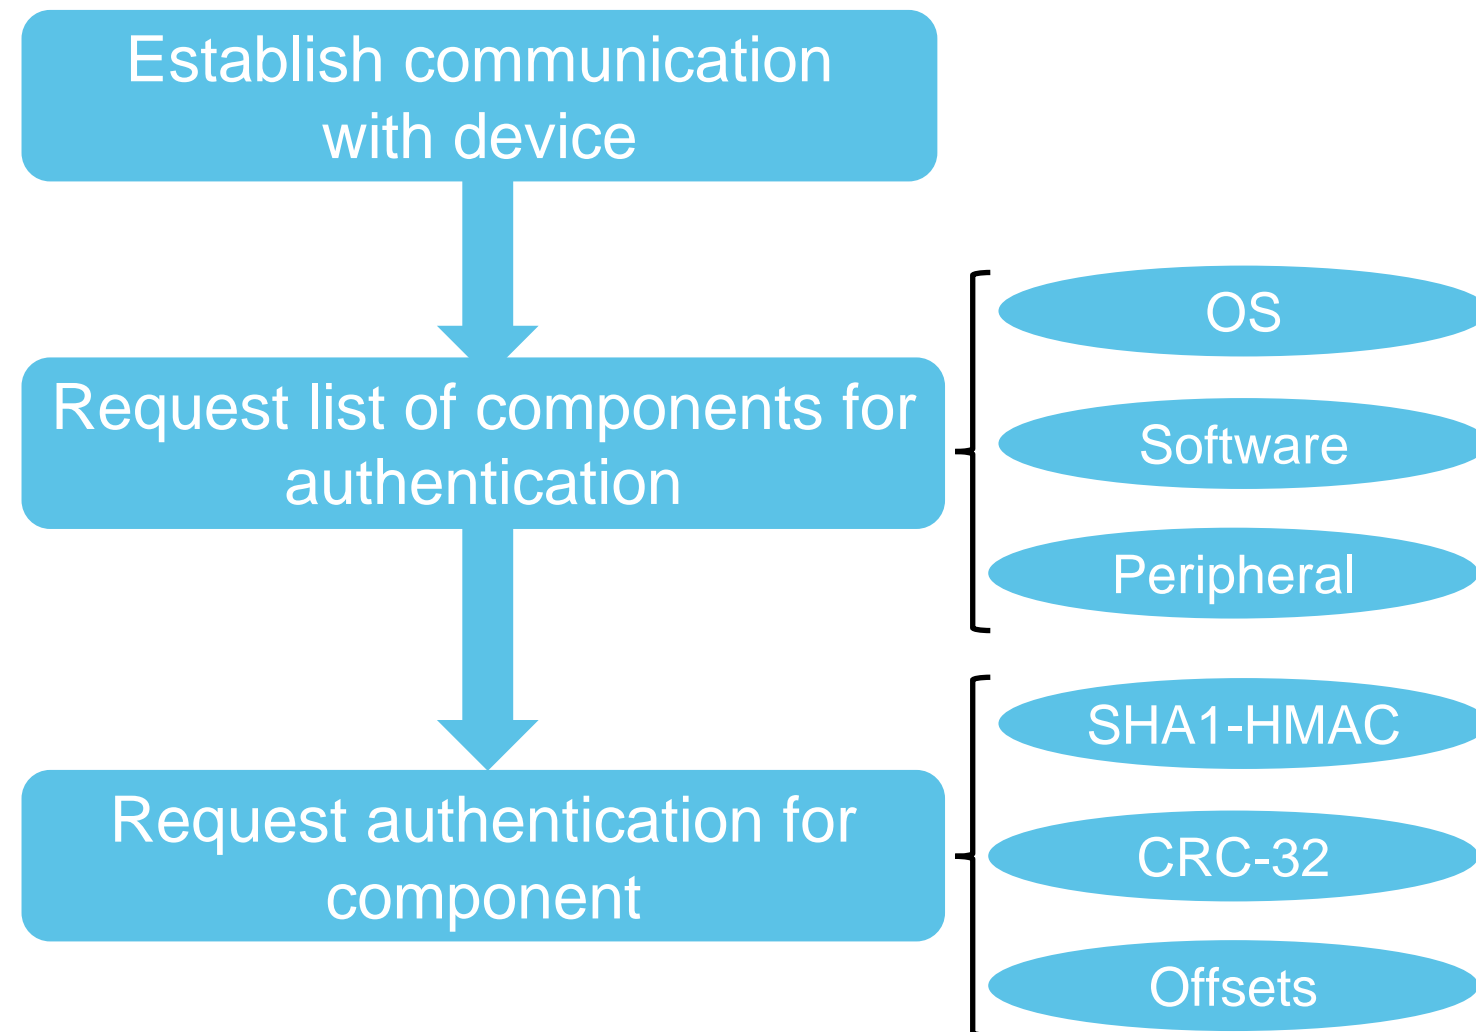 Establish communication
with device
Request list of components for
authentication
OS
Software
Peripheral
Request authentication for
component
SHA1-HMAC
CRC-32
Offsets